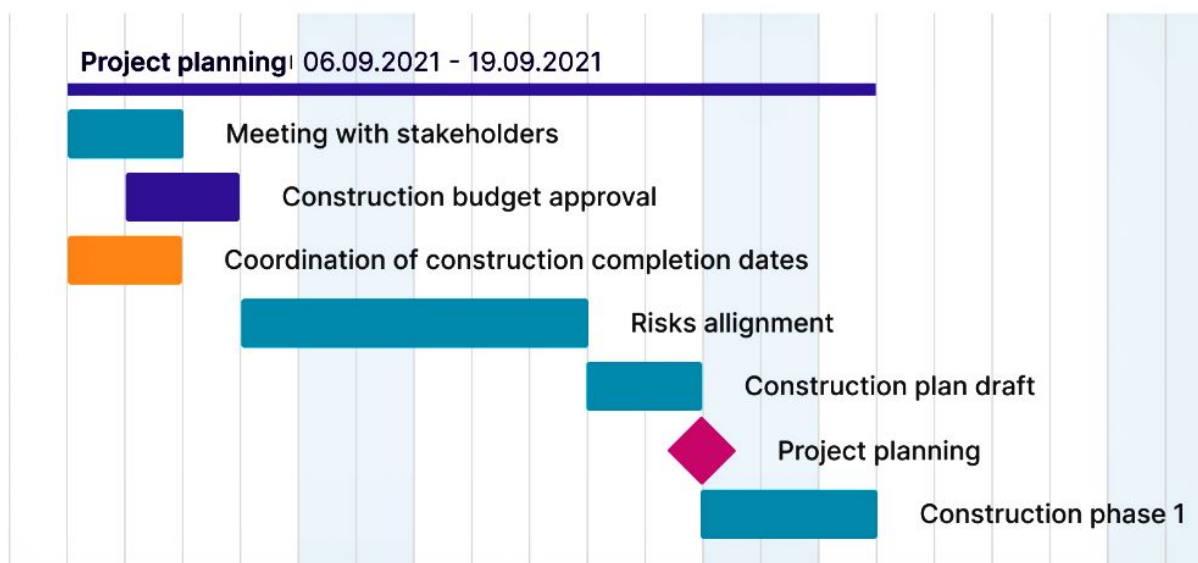 Project planning 06.09.2021 - 19.09.2021
Meeting with stakeholders
Construction budget approval
Coordination of construction completion dates
Risks allignment
Construction plan draft
Project planning
Construction phase 1